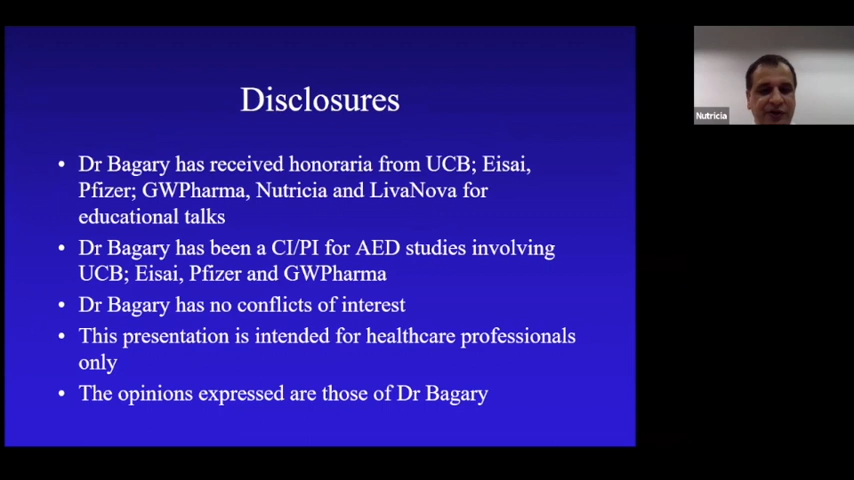 Disclosures
• Dr Bagary has received honoraria from UCB; Eisai,
Pfizer; GWPharma, Nutricia and LivaNova for
educational talks
• Dr Bagary has been a CI/PI for AED studies involving
UCB; Eisai, Pfizer and GWPharma
• Dr Bagary has no conflicts of interest
• This presentation is intended for healthcare professionals
only
• The opinions expressed are those of Dr Bagary
Nutricia